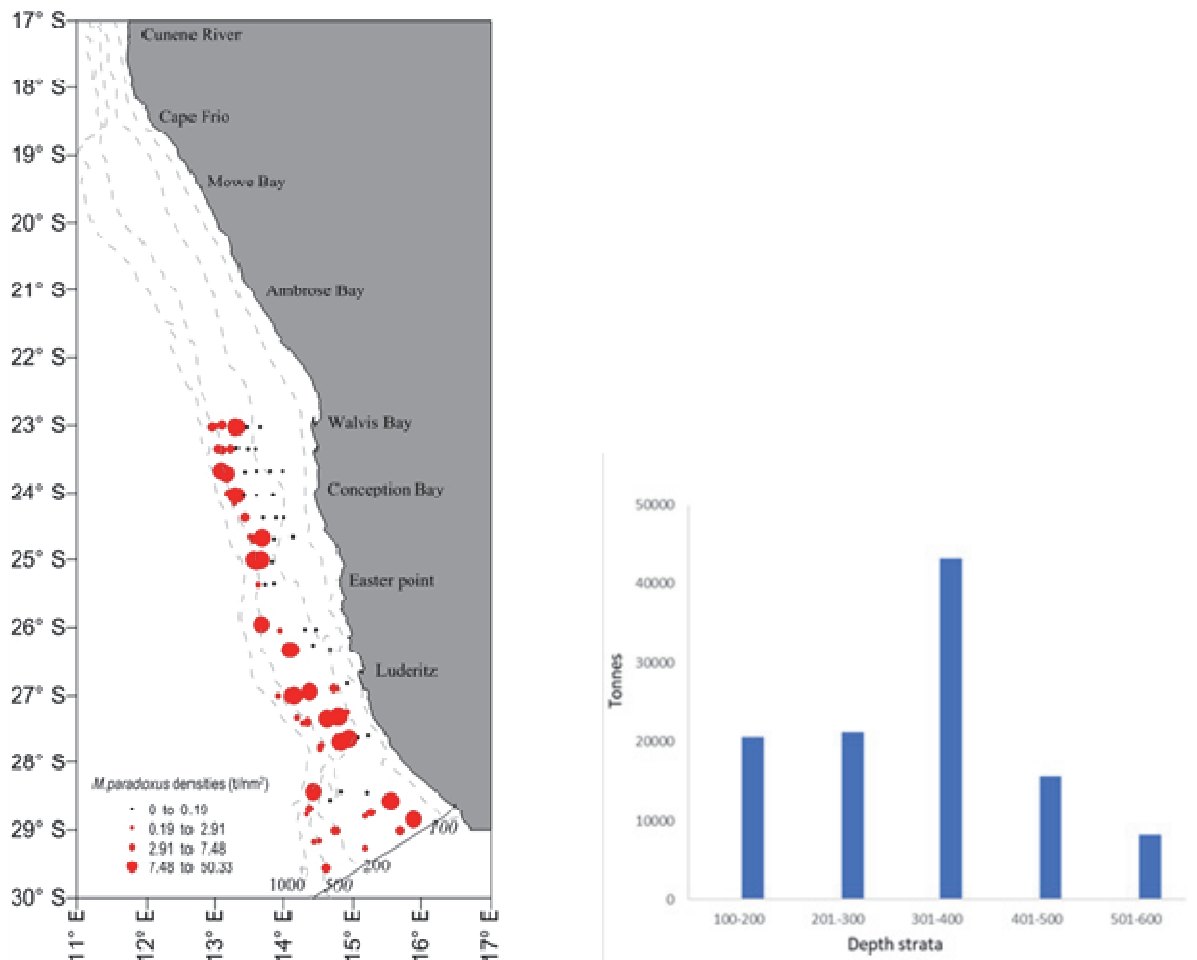 17° S
Cunene River
18° S
Cape Frio
19° S
Mowe Bay
20° S
21° S
Ambrose Bay
22° S
23° S
Walvis Bay
24° S
Conception Bay
25° S
Easter point
26° S
Luderitz
27° S
28° S
M.paradoxus densities (t/nm²)
0 to 0.19
0.19 to 2.91
2.91 to 7.48
7.48 to 50.33
29° S
100
200
500
1000
30° S
11° E
12° E
13° E
14° E
15° E
16° E
17° E
50000
40000
30000
20000
10000
0
Tonnes
100-200
201-300
301-400
401-500
501-600
Depth strata